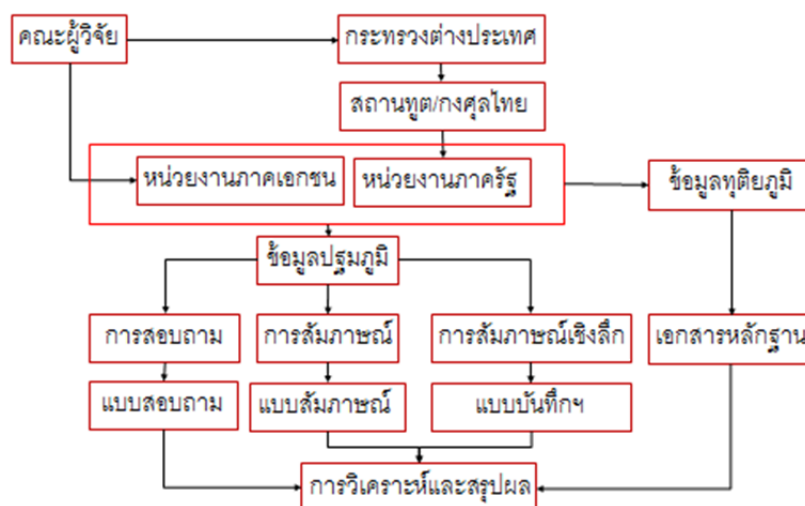 คณะผู้วิจัย
กระทรวงต่างประเทศ
สถานทูต/กงศุลไทย
หน่วยงานภาคเอกชน
หน่วยงานภาครัฐ
ข้อมูลทุติยภูมิ
ข้อมูลปฐมภูมิ
การสอบถาม
การสัมภาษณ์
การสัมภาษณ์เชิงลึก
เอกสารหลักฐาน
แบบสอบถาม
แบบสัมภาษณ์
แบบบันทึกฯ
การวิเคราะห์และสรุปผล